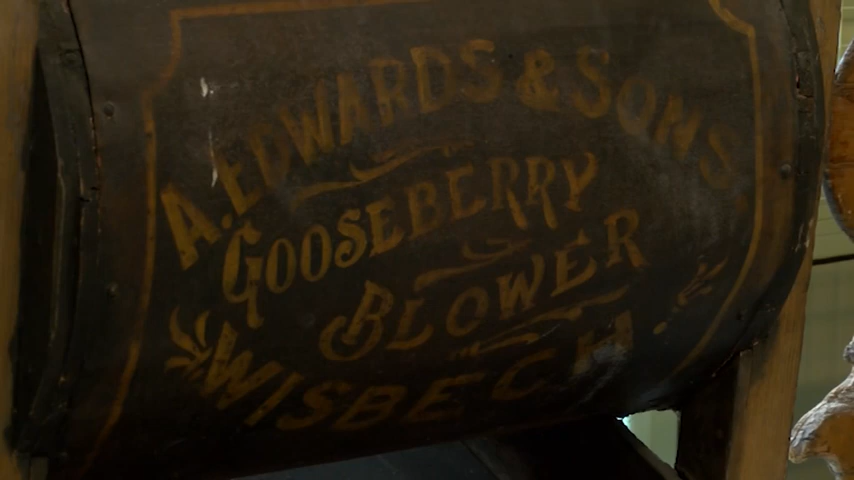 A. EDWARDS & SONS.
GOOSEBERRY
BLOWER
WISBECH.